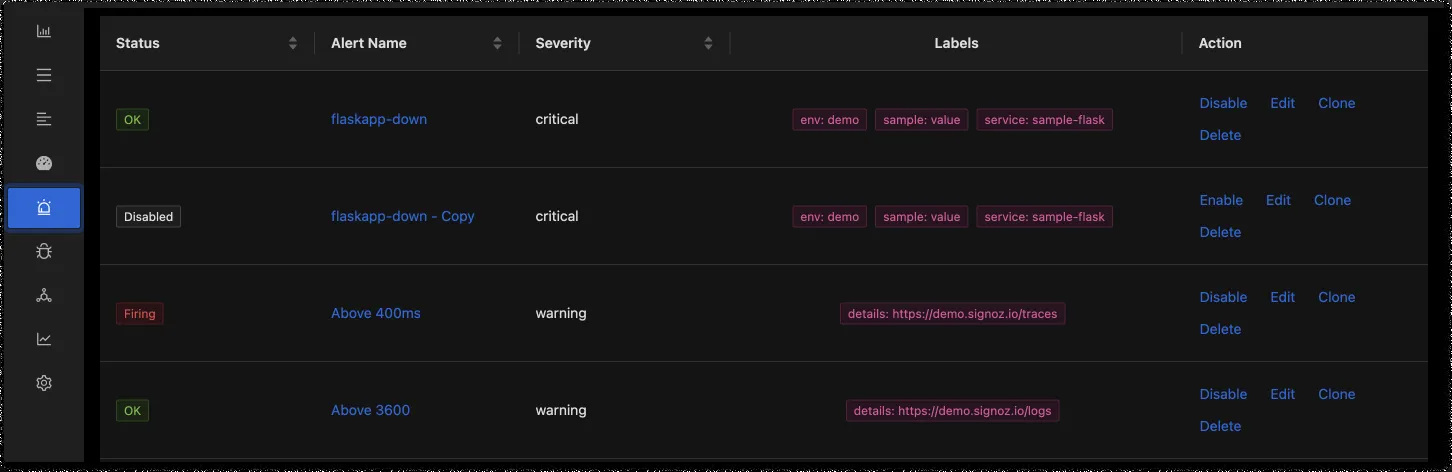 Status Alert Name Severity Labels Action
OK flaskapp-down critical env: demo sample: value service: sample-flask Disable Edit Clone
Delete
Disabled flaskapp-down - Copy critical env: demo sample: value service: sample-flask Enable Edit Clone
Delete
Firing Above 400ms warning details: https://demo.signoz.io/traces Disable Edit Clone
Delete
OK Above 3600 warning details: https://demo.signoz.io/logs Disable Edit Clone
Delete